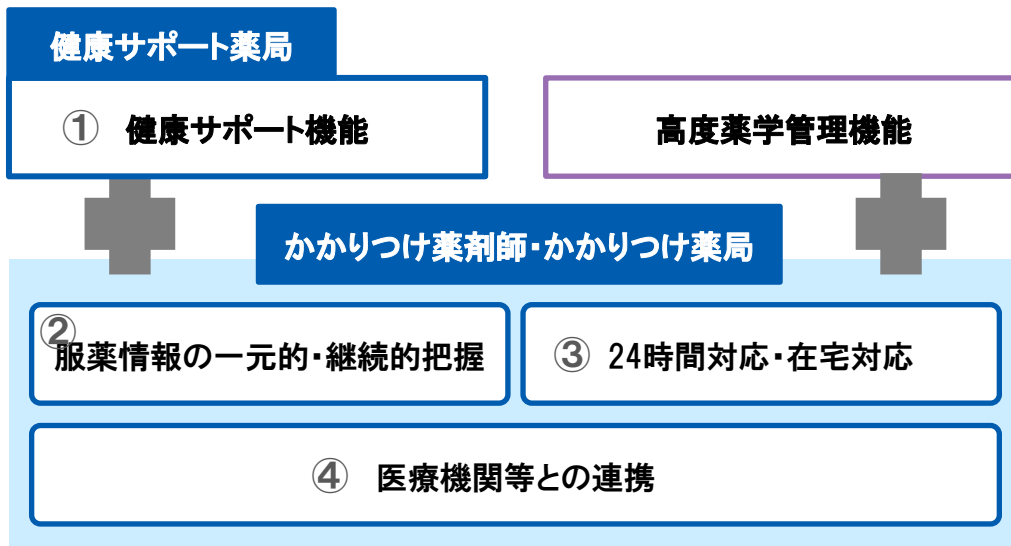 健康サポート薬局
① 健康サポート機能
高度薬学管理機能
かかりつけ薬剤師・かかりつけ薬局
②
服薬情報の一元的・継続的把握
③ 24時間対応・在宅対応
④ 医療機関等との連携